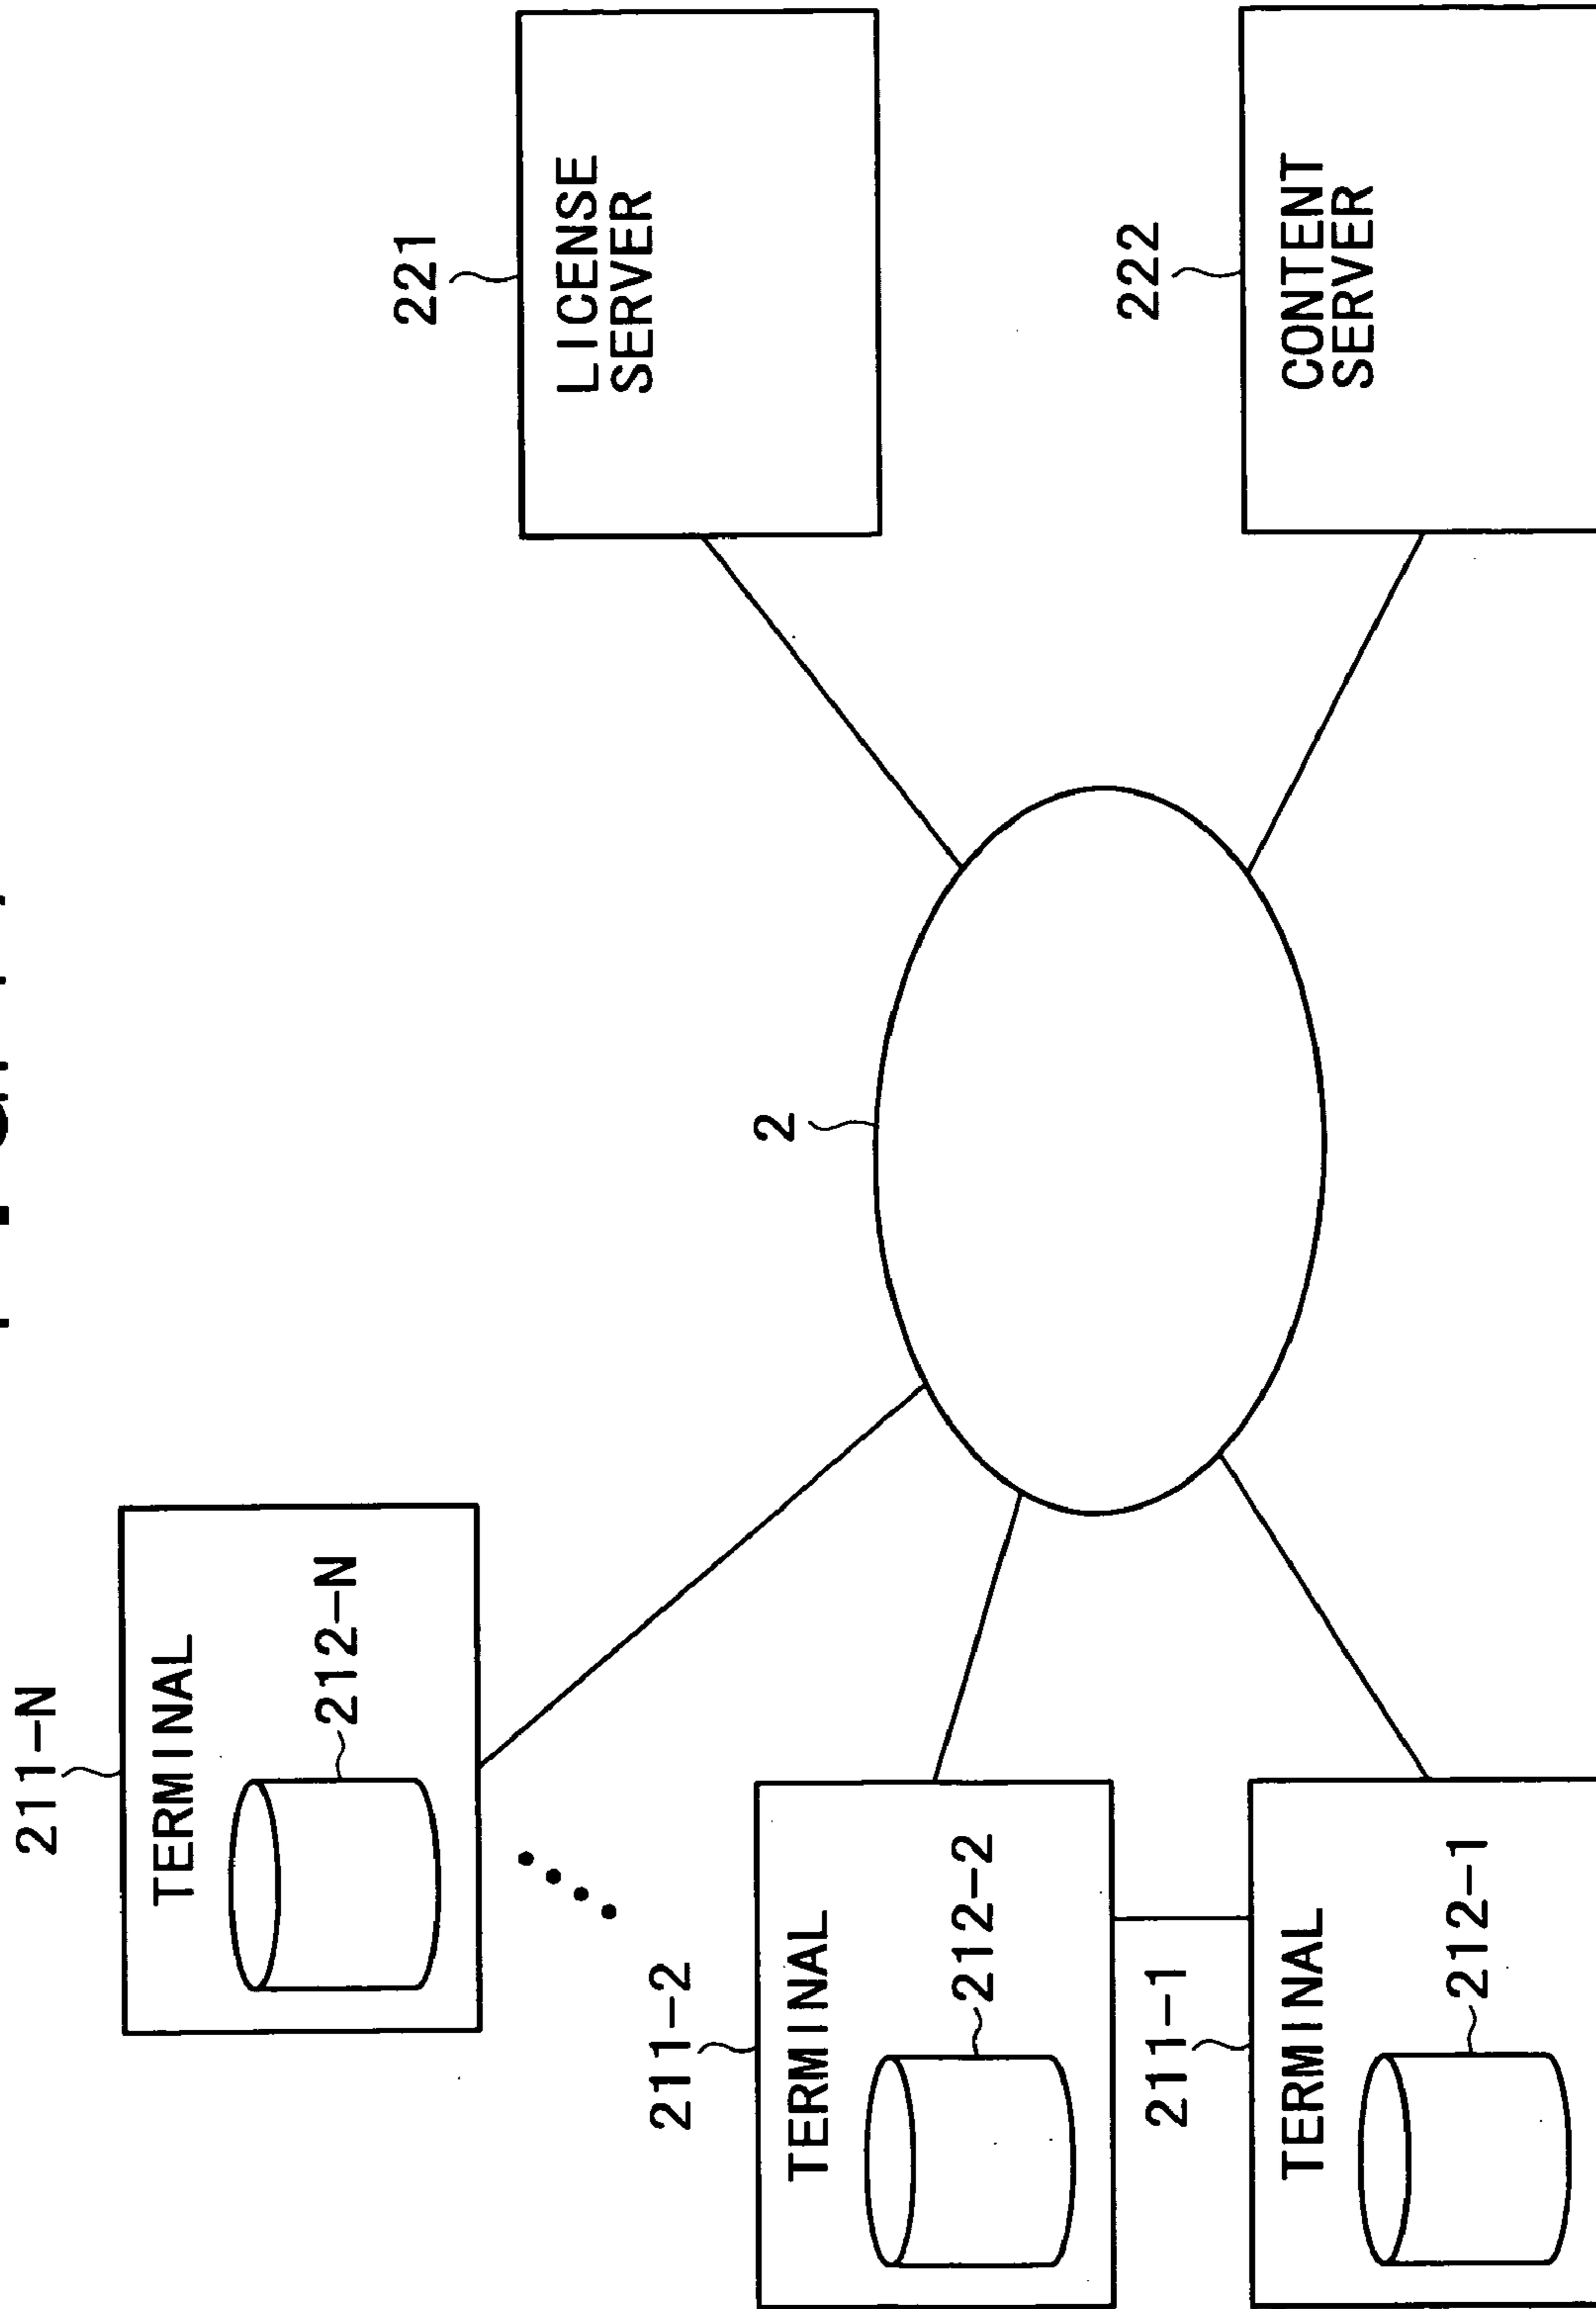 211-N
TERMINAL
212-N
211-2
TERMINAL
212-2
211-1
TERMINAL
212-1
2
221
LICENSE
SERVER
222
CONTENT
SERVER